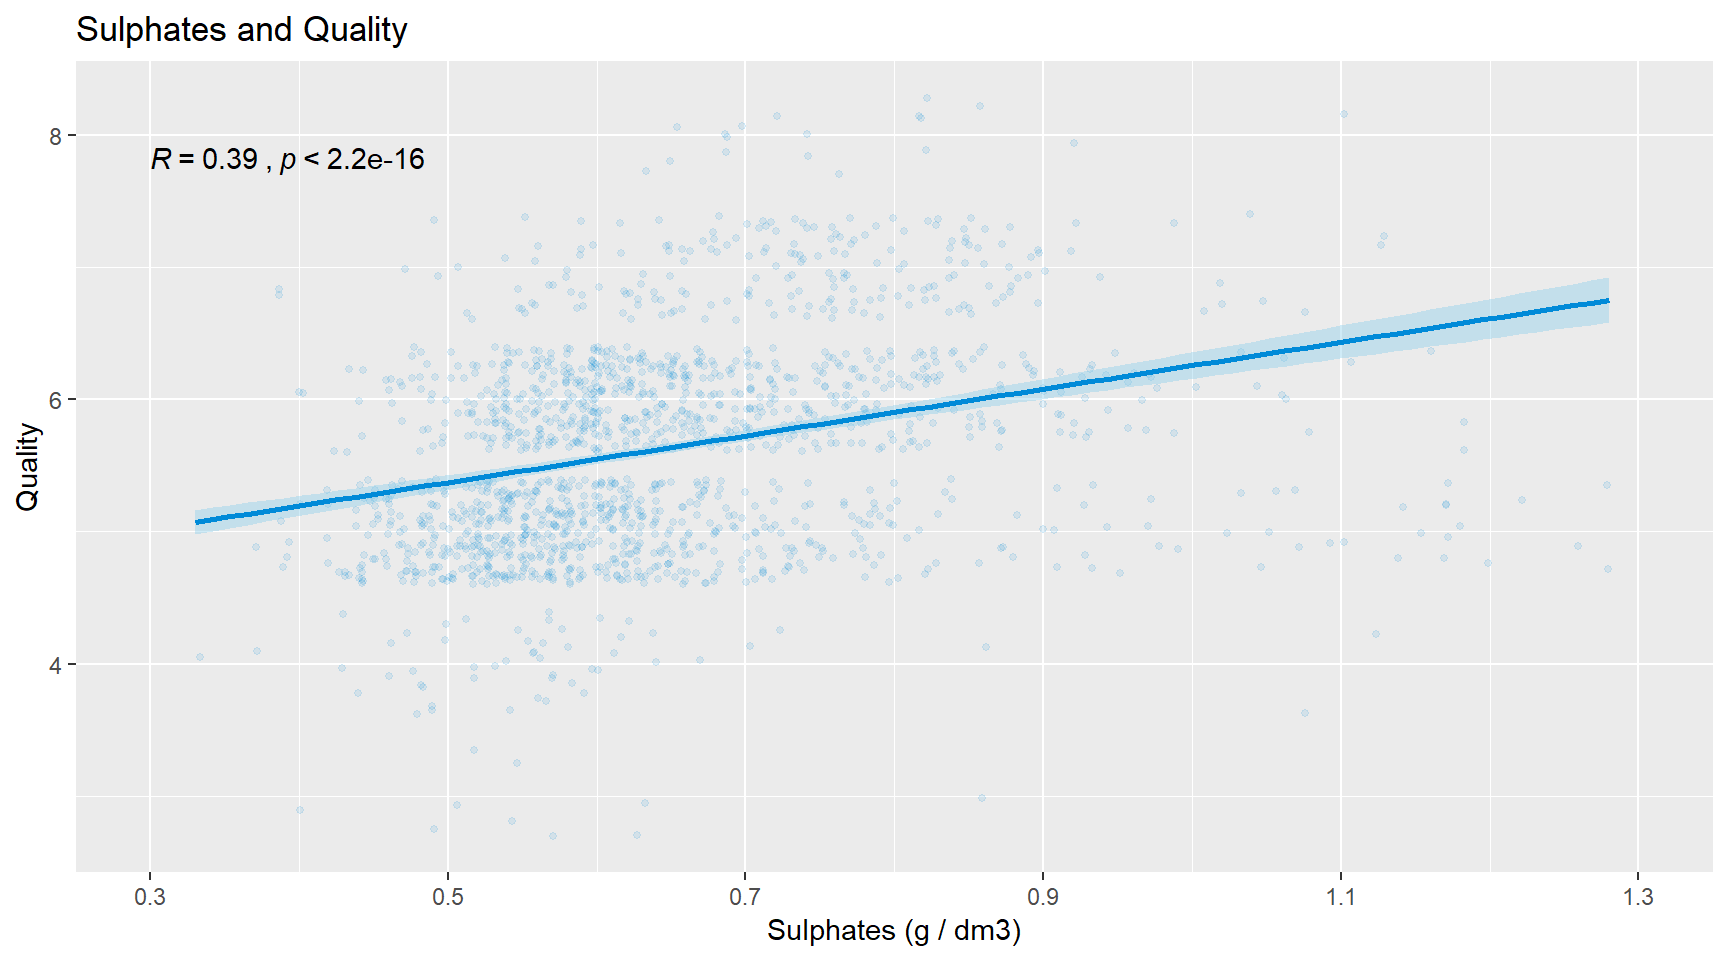 Sulphates and Quality
R = 0.39 , p < 2.2e-16
8
6
4
Quality
0.3 0.5 0.7 0.9 1.1 1.3
Sulphates (g / dm3)